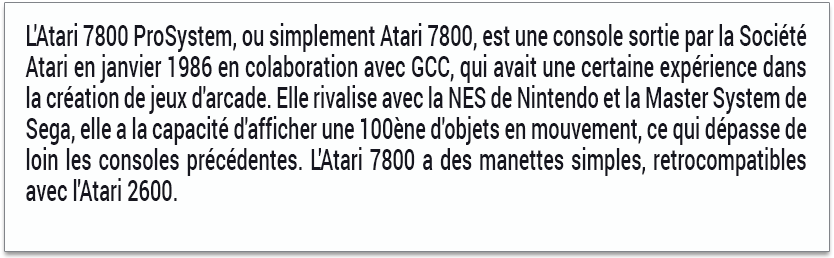 L'Atari 7800 ProSystem, ou simplement Atari 7800, est une console sortie par la Société
Atari en janvier 1986 en colaboration avec GCC, qui avait une certaine expérience dans
la création de jeux d'arcade. Elle rivalise avec la NES de Nintendo et la Master System de
Sega, elle a la capacité d'afficher une 100ène d'objets en mouvement, ce qui dépasse de
loin les consoles précédentes. L'Atari 7800 a des manettes simples, retrocompatibles
avec l'Atari 2600.